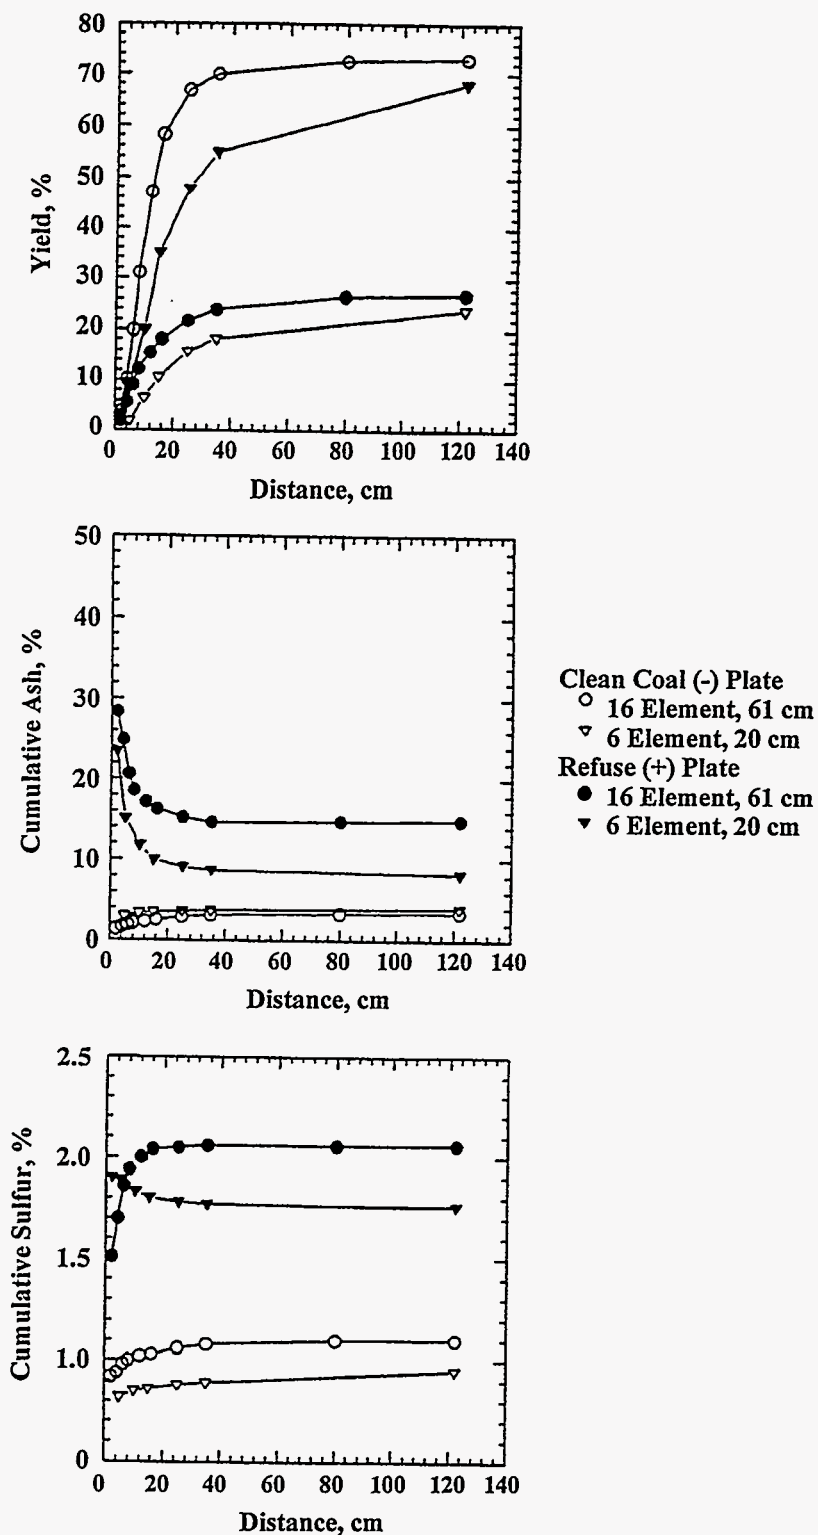 80
70
60
50
40
30
20
10
0
Yield, %
0 20 40 60 80 100 120 140
Distance, cm
50
40
30
20
10
0
Cumulative Ash, %
0 20 40 60 80 100 120 140
Distance, cm
Clean Coal (-) Plate
16 Element, 61 cm
6 Element, 20 cm
Refuse (+) Plate
16 Element, 61 cm
6 Element, 20 cm
2.5
2.0
1.5
1.0
0
Cumulative Sulfur, %
0 20 40 60 80 100 120 140
Distance, cm